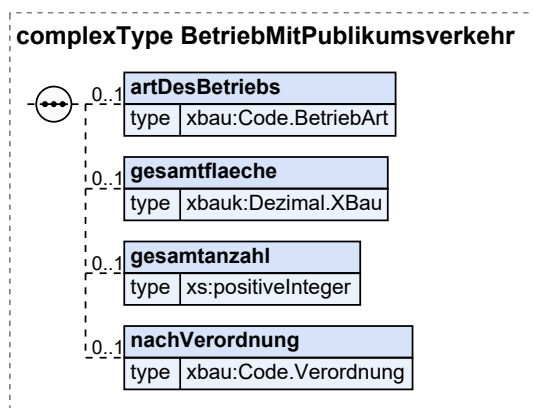 complexType BetriebMitPublikumsverkehr
0..1 artDesBetriebs
type xbau:Code.BetriebArt
0..1 gesamtflaeche
type xbauk:Dezimal.XBau
0..1 gesamtanzahl
type xs:positiveInteger
0..1 nachVerordnung
type xbau:Code.Verordnung